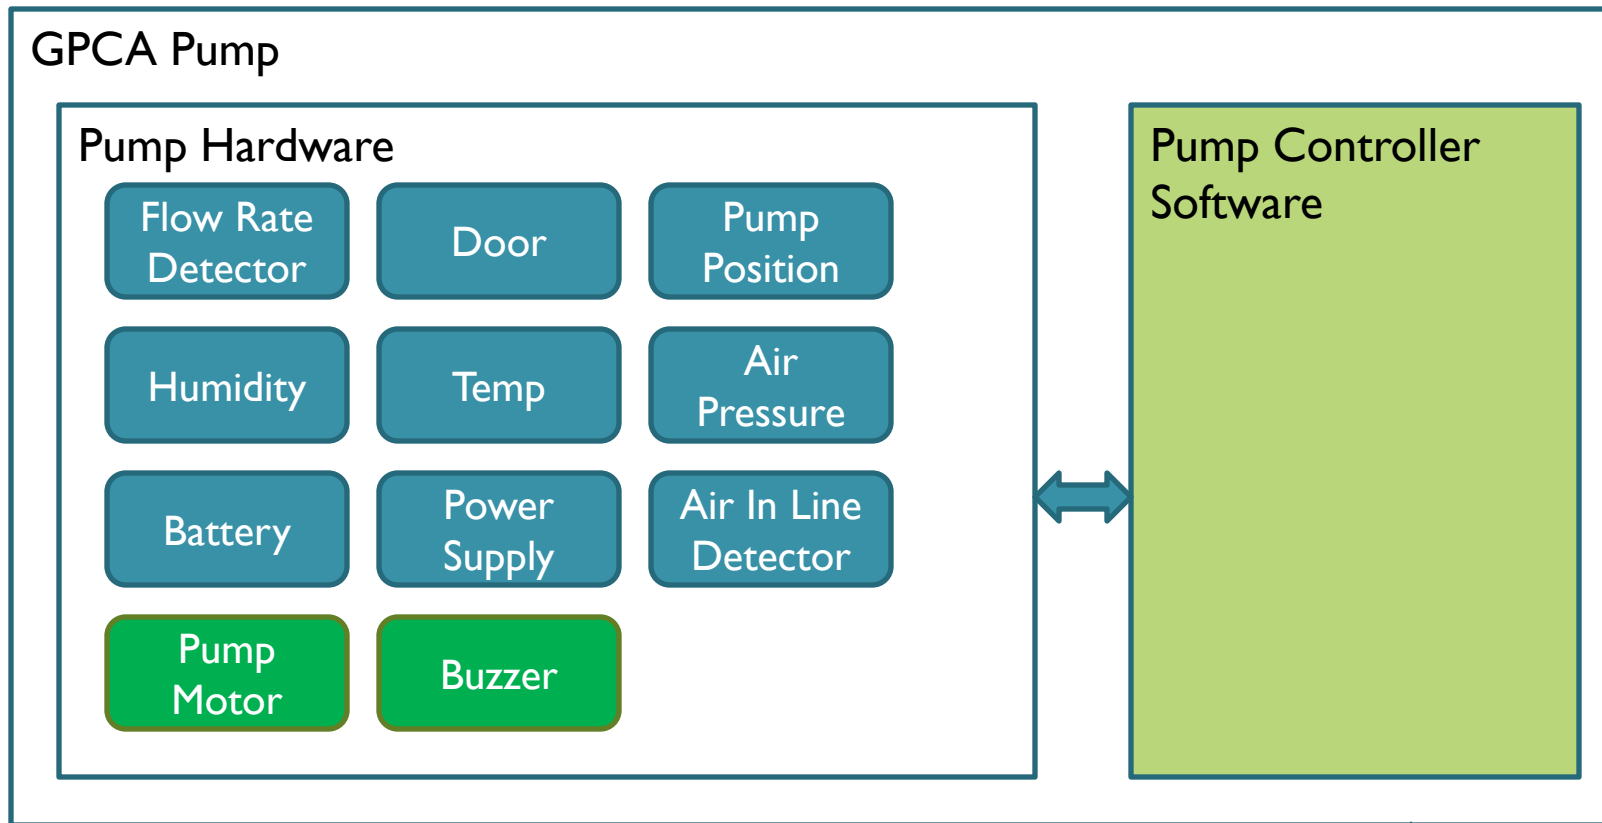 GPCA Pump
Pump Hardware
Flow Rate
Detector
Door
Pump
Position
Humidity
Temp
Air
Pressure
Battery
Power
Supply
Air In Line
Detector
Pump
Motor
Buzzer
Pump Controller
Software